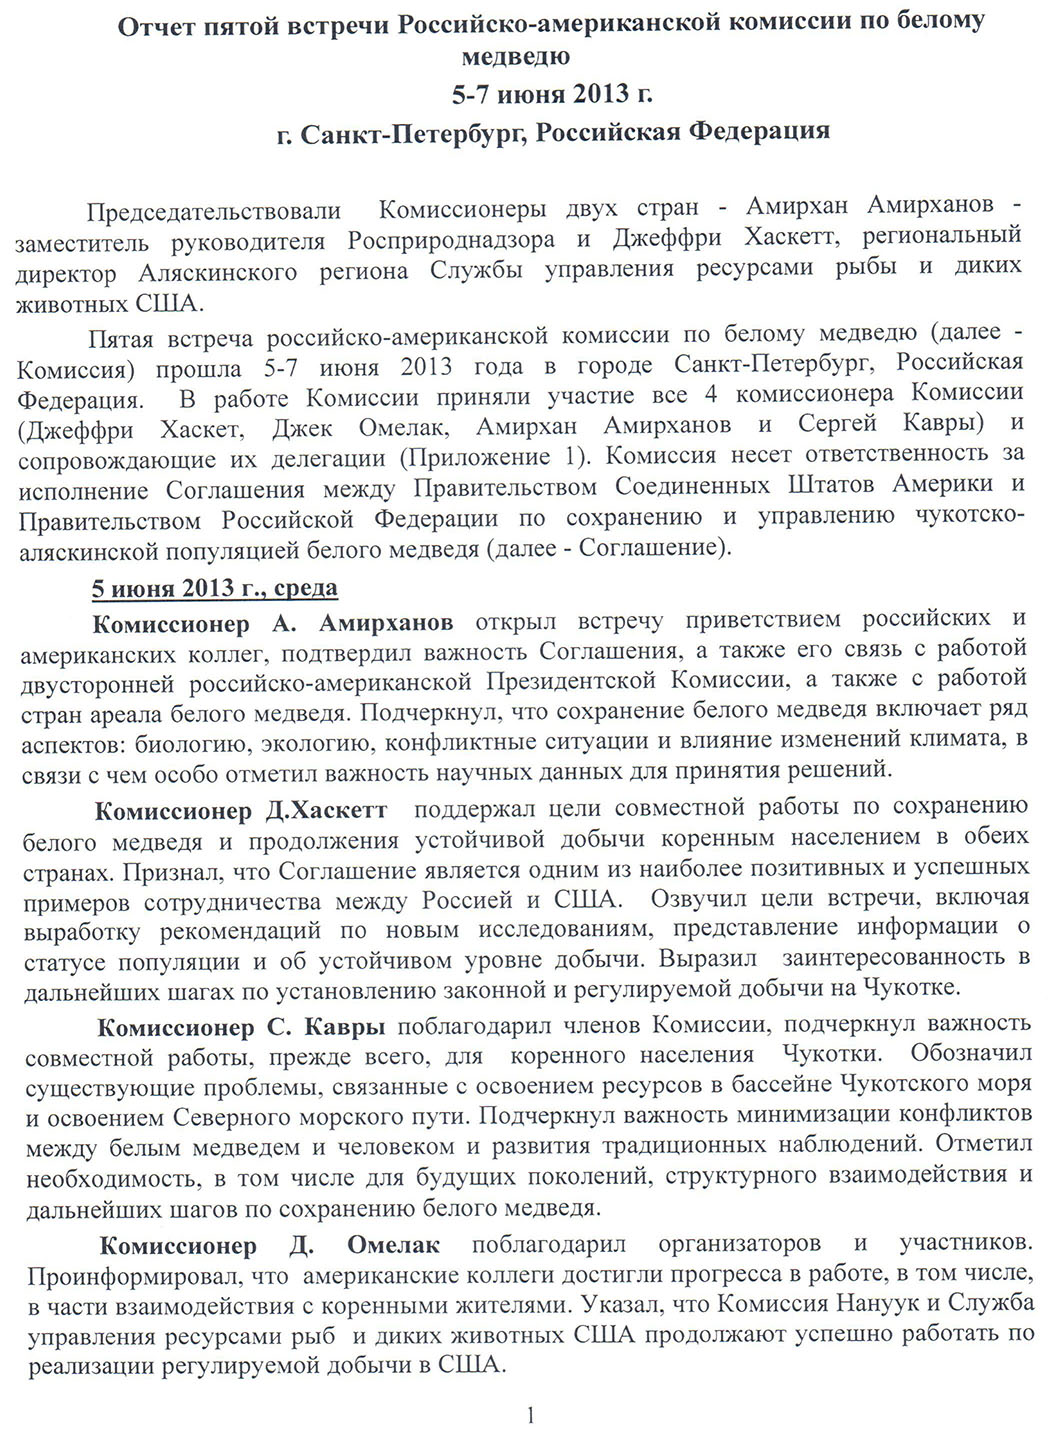 Отчет пятой встречи Российско-американской комиссии по белому
медведю
5-7 июня 2013 г.
г. Санкт-Петербург, Российская Федерация
Председательствовали Комиссионеры двух стран - Амирхан Амирханов -
заместитель руководителя Росприроднадзора и Джеффри Хаскетт, региональный
директор Аляскинского региона Службы управления ресурсами рыбы и диких
животных США.
Пятая встреча российско-американской комиссии по белому медведю (далее -
Комиссия) прошла 5-7 июня 2013 года в городе Санкт-Петербург, Российская
Федерация. В работе Комиссии приняли участие все 4 комиссионера Комиссии
(Джеффри Хаскет, Джек Омелак, Амирхан Амирханов и Сергей Кавры) и
сопровождающие их делегации (Приложение 1). Комиссия несет ответственность за
исполнение Соглашения между Правительством Соединенных Штатов Америки и
Правительством Российской Федерации по сохранению и управлению чукотско-
аляскинской популяцией белого медведя (далее - Соглашение).
5 июня 2013 г., среда
Комиссионер А. Амирханов открыл встречу приветствием российских и
американских коллег, подтвердил важность Соглашения, а также его связь с работой
двусторонней российско-американской Президентской Комиссии, а также с работой
стран ареала белого медведя. Подчеркнул, что сохранение белого медведя включает ряд
аспектов: биологию, экологию, конфликтные ситуации и влияние изменений климата, в
связи с чем особо отметил важность научных данных для принятия решений.
Комиссионер Д.Хаскетт поддержал цели совместной работы по сохранению
белого медведя и продолжения устойчивой добычи коренным населением в обеих
странах. Признал, что Соглашение является одним из наиболее позитивных и успешных
примеров сотрудничества между Россией и США. Озвучил цели встречи, включая
выработку рекомендаций по новым исследованиям, представление информации о
статусе популяции и об устойчивом уровне добычи. Выразил заинтересованность в
дальнейших шагах по установлению законной и регулируемой добычи на Чукотке.
Комиссионер С. Кавры поблагодарил членов Комиссии, подчеркнул важность
совместной работы, прежде всего, для коренного населения Чукотки. Обозначил
существующие проблемы, связанные с освоением ресурсов в бассейне Чукотского моря
и освоением Северного морского пути. Подчеркнул важность минимизации конфликтов
между белым медведем и человеком и развития традиционных наблюдений. Отметил
необходимость, в том числе для будущих поколений, структурного взаимодействия и
дальнейших шагов по сохранению белого медведя.
Комиссионер Д. Омелак поблагодарил организаторов и участников.
Проинформировал, что американские коллеги достигли прогресса в работе, в том числе,
в части взаимодействия с коренными жителями. Указал, что Комиссия Нануук и Служба
управления ресурсами рыб и диких животных США продолжают успешно работать по
реализации регулируемой добычи в США.
1